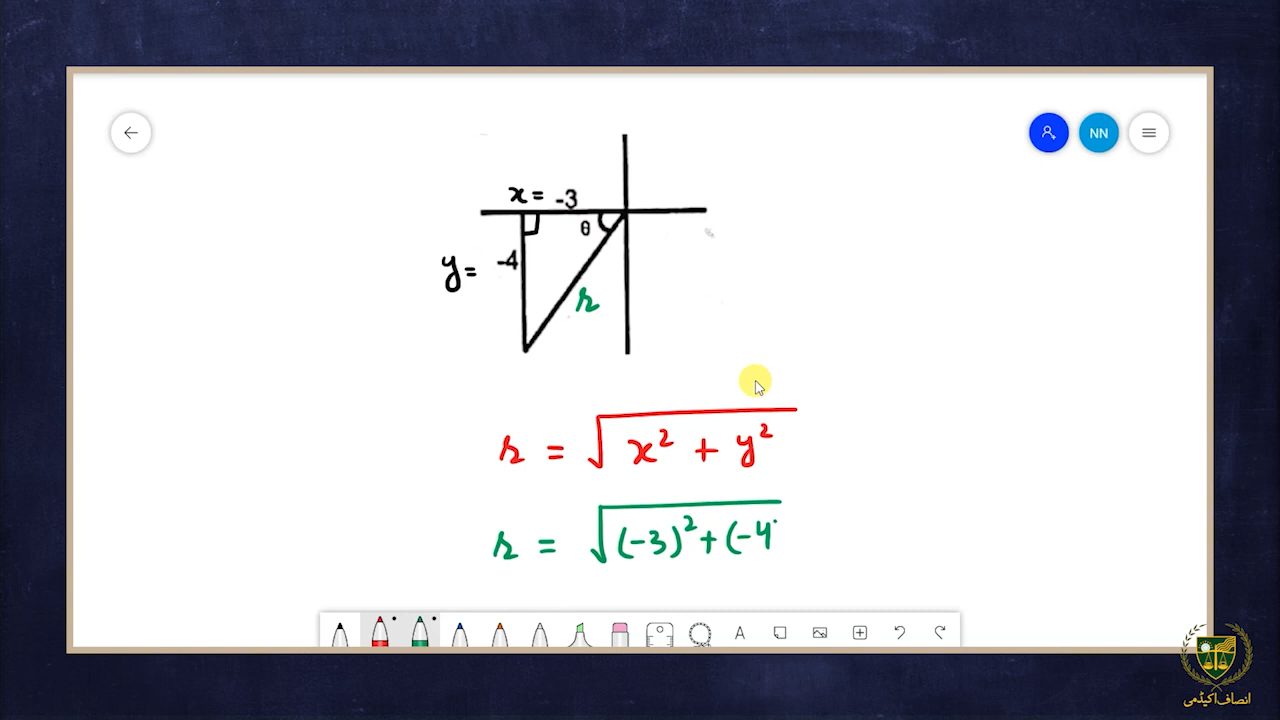 NN
x = -3
θ
y = -4
r
r = √x² + y²
r = √(-3)² + (-4
A
انصاف اکیڈمی